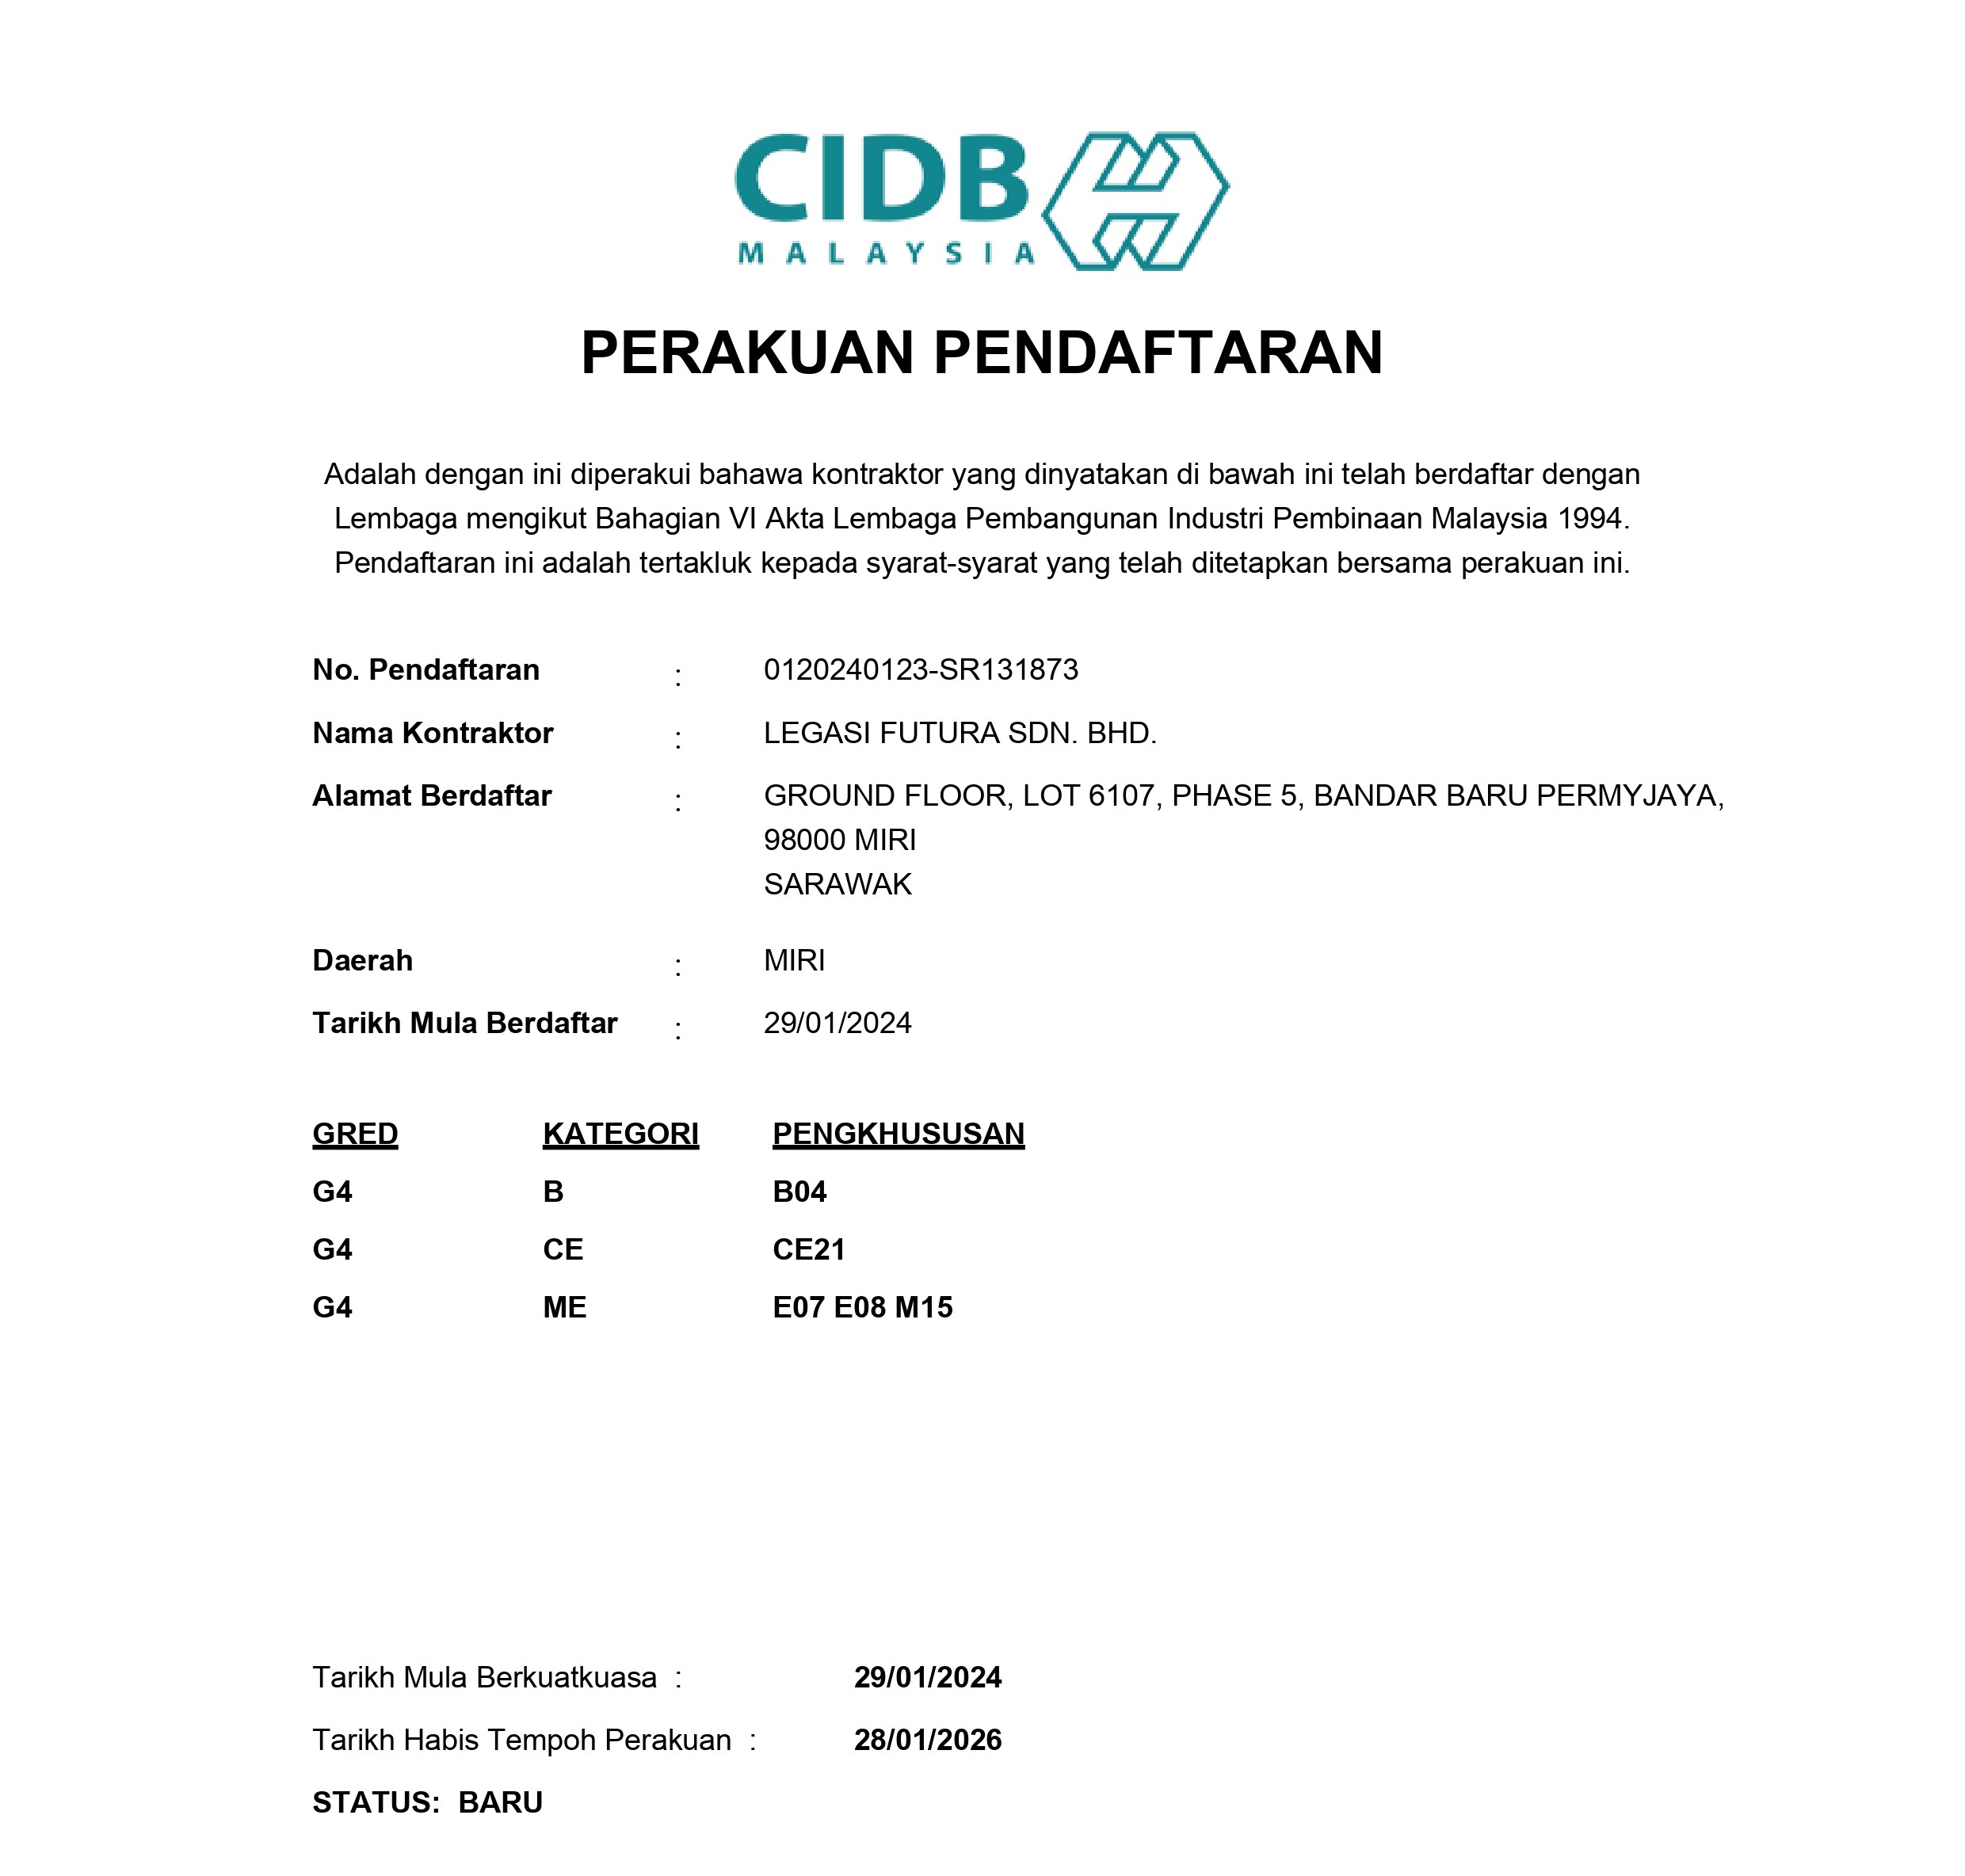 CIDB
MALAYSIA
PERAKUAN PENDAFTARAN
Adalah dengan ini diperakui bahawa kontraktor yang dinyatakan di bawah ini telah berdaftar dengan
Lembaga mengikut Bahagian VI Akta Lembaga Pembangunan Industri Pembinaan Malaysia 1994.
Pendaftaran ini adalah tertakluk kepada syarat-syarat yang telah ditetapkan bersama perakuan ini.
No. Pendaftaran : 0120240123-SR131873
Nama Kontraktor : LEGASI FUTURA SDN. BHD.
Alamat Berdaftar : GROUND FLOOR, LOT 6107, PHASE 5, BANDAR BARU PERMYJAYA,
98000 MIRI
SARAWAK
Daerah : MIRI
Tarikh Mula Berdaftar : 29/01/2024
GRED KATEGORI PENGKHUSUSAN
G4 B B04
G4 CE CE21
G4 ME E07 E08 M15
Tarikh Mula Berkuatkuasa : 29/01/2024
Tarikh Habis Tempoh Perakuan : 28/01/2026
STATUS: BARU